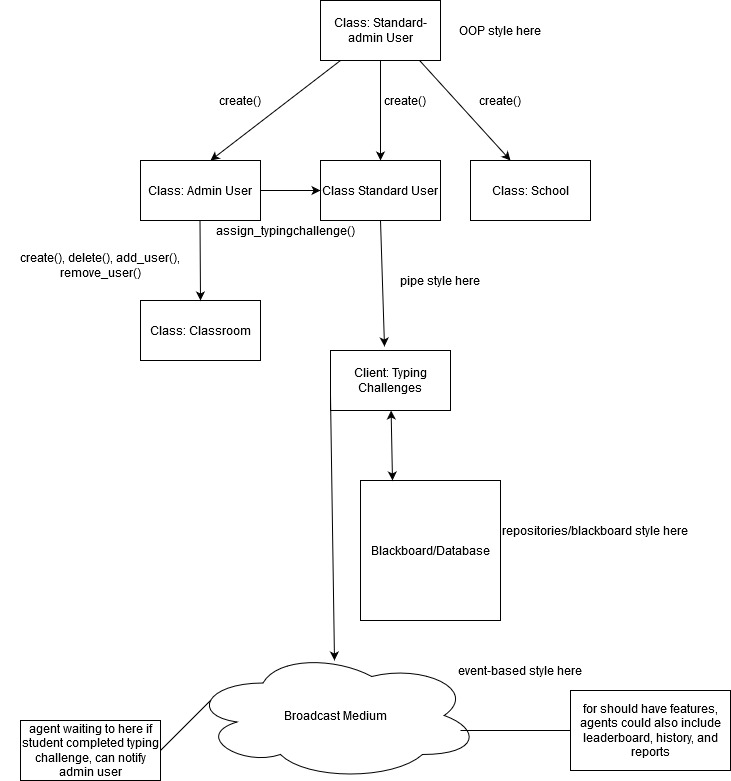 Class: Standard-
admin User
OOP style here
create()
create()
create()
Class: Admin User
Class Standard User
Class: School
assign_typingchallenge()
create(), delete(), add_user(),
remove_user()
pipe style here
Class: Classroom
Client: Typing
Challenges
Blackboard/Database
repositories/blackboard style here
event-based style here
Broadcast Medium
agent waiting to here if
student completed typing
challenge, can notify
admin user
for should have features,
agents could also include
leaderboard, history, and
reports